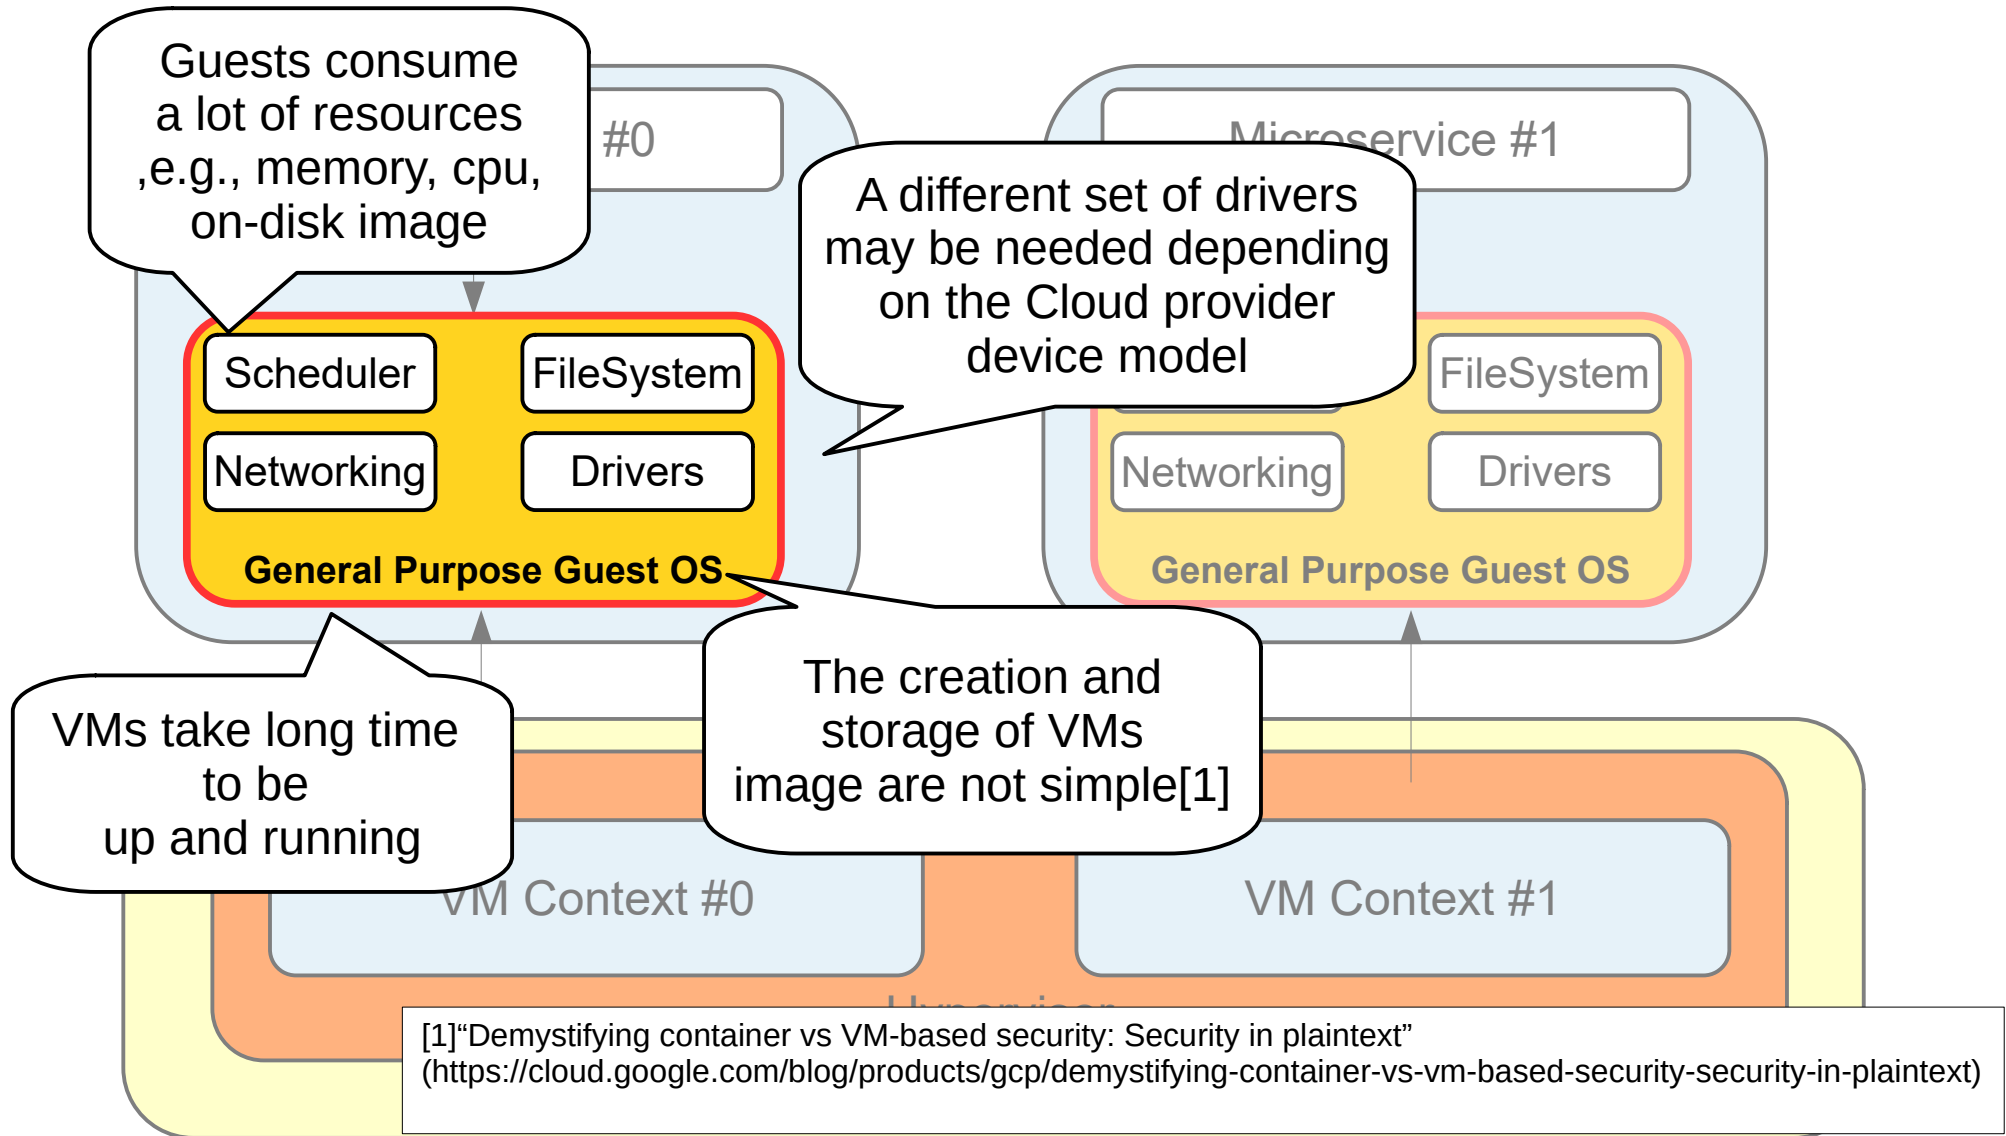 Guests consume
a lot of resources
,e.g., memory, cpu,
on-disk image
#0
Microservice #1
A different set of drivers
may be needed depending
on the Cloud provider
device model
Scheduler
FileSystem
Networking
Drivers
General Purpose Guest OS
FileSystem
Networking
Drivers
General Purpose Guest OS
VMs take long time
to be
up and running
The creation and
storage of VMs
image are not simple[1]
VM Context #0
VM Context #1
Hypervisor
[1]“Demystifying container vs VM-based security: Security in plaintext”
(https://cloud.google.com/blog/products/gcp/demystifying-container-vs-vm-based-security-security-in-plaintext)